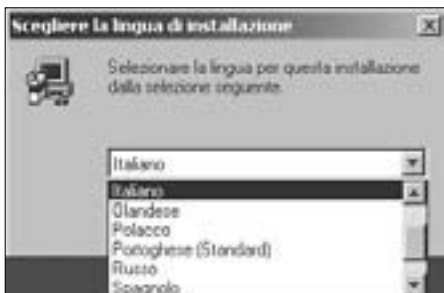 Scegliere la lingua di installazione
Selezionare la lingua per questa installazione
dalla selezione seguente.
Italiano
Italiano
Olandese
Polacco
Portoghese (Standard)
Russo
Spagnolo